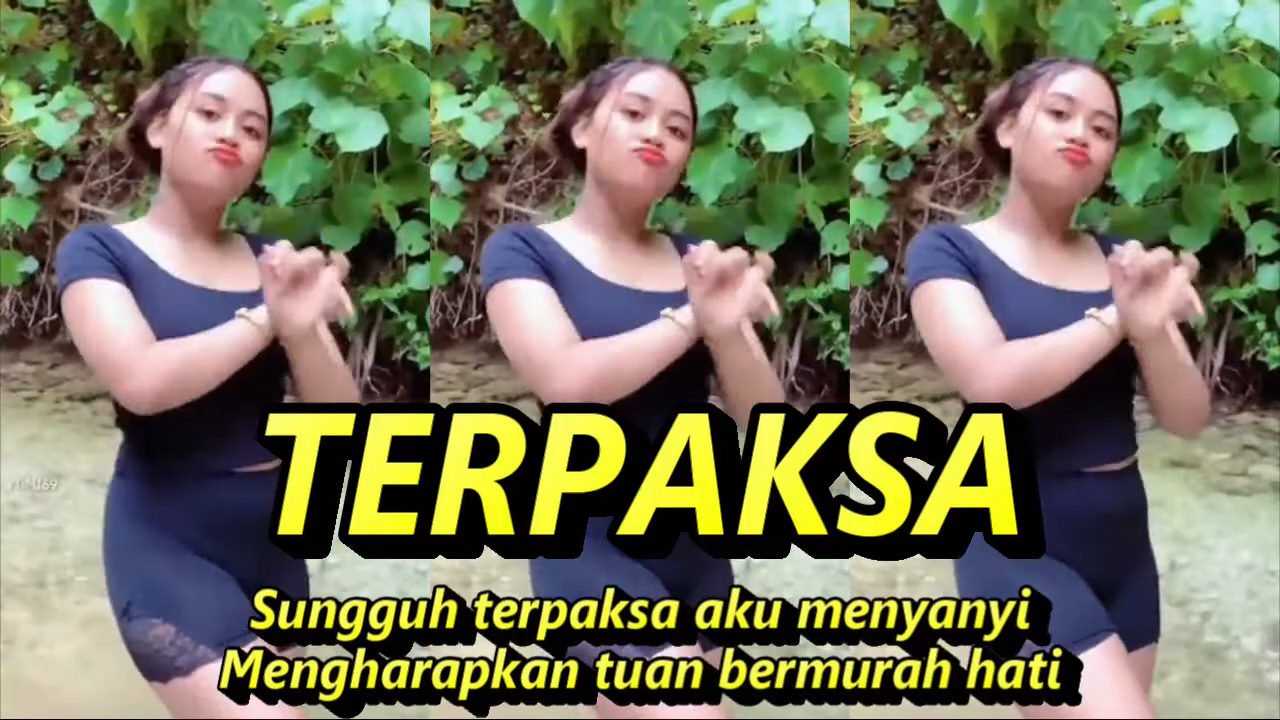 TERPAKSA
Sungguh terpaksa aku menyanyi
Mengharapkan tuan bermurah hati